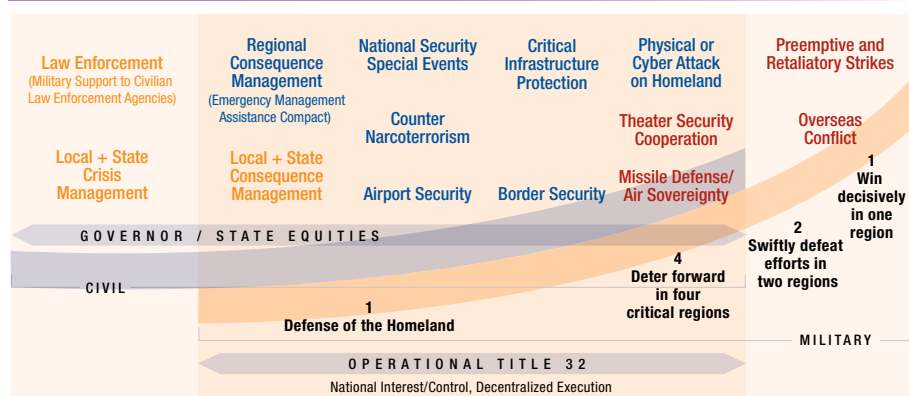 Law Enforcement
(Military Support to Civilian
Law Enforcement Agencies)
Local + State
Crisis
Management
Regional
Consequence
Management
(Emergency Management
Assistance Compact)
Local + State
Consequence
Management
National Security
Special Events
Counter
Narcoterrorism
Airport Security
Critical
Infrastructure
Protection
Border Security
Physical or
Cyber Attack
on Homeland
Theater Security
Cooperation
Missile Defense/
Air Sovereignty
Preemptive and
Retaliatory Strikes
Overseas
Conflict
1
Win
decisively
in one
region
2
Swiftly defeat
efforts in
two regions
4
Deter forward
in four
critical regions
GOVERNOR / STATE EQUITIES
CIVIL
1
Defense of the Homeland
MILITARY
OPERATIONAL TITLE 32
National Interest/Control, Decentralized Execution